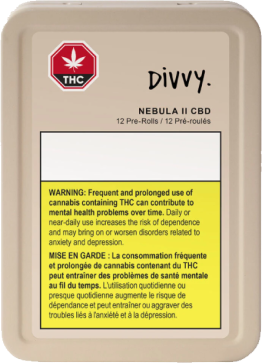 THC
Divvy.
NEBULA II CBD
12 Pre-Rolls / 12 Pré-roulés
WARNING: Frequent and prolonged use of
cannabis containing THC can contribute to
mental health problems over time. Daily or
near-daily use increases the risk of dependence
and may bring on or worsen disorders related to
anxiety and depression.
MISE EN GARDE : La consommation fréquente
et prolongée de cannabis contenant du THC
peut entraîner des problèmes de santé mentale
au fil du temps. L'utilisation quotidienne ou
presque quotidienne augmente le risque de
dépendance et peut entraîner ou aggraver des
troubles liés à l'anxiété et à la dépression.